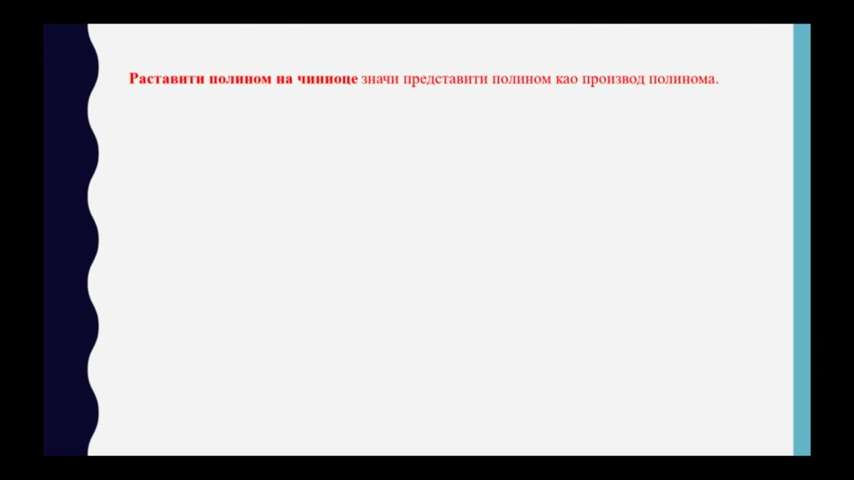 Раставити полином на чиниоце значи представити полином као производ полинома.